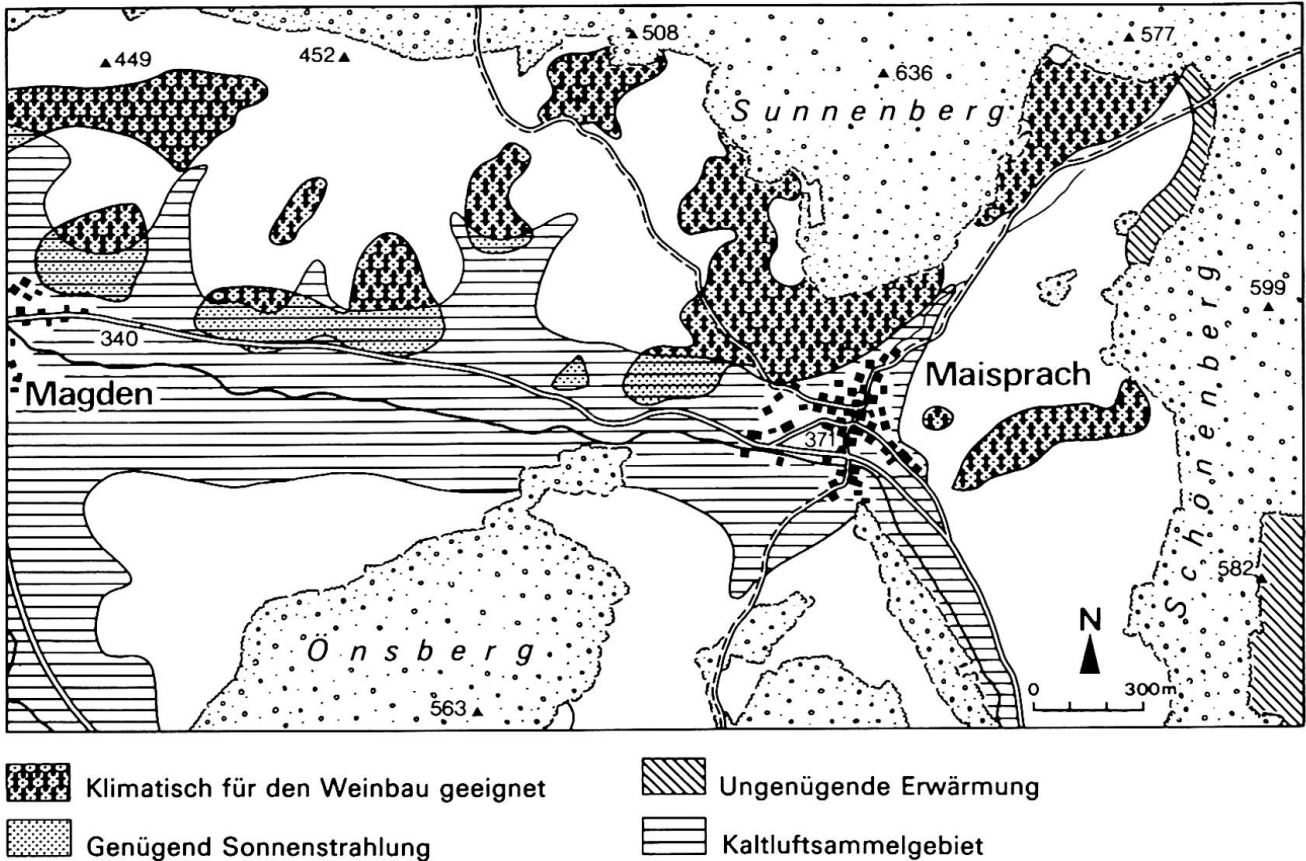 449
452
508
577
636
Sunnenberg
599
340
Magden
Maisprach
371
Schönenberg
582
Önsberg
N
0 300m
563
Klimatisch für den Weinbau geeignet
Ungenügende Erwärmung
Genügend Sonnenstrahlung
Kaltluftsammelgebiet